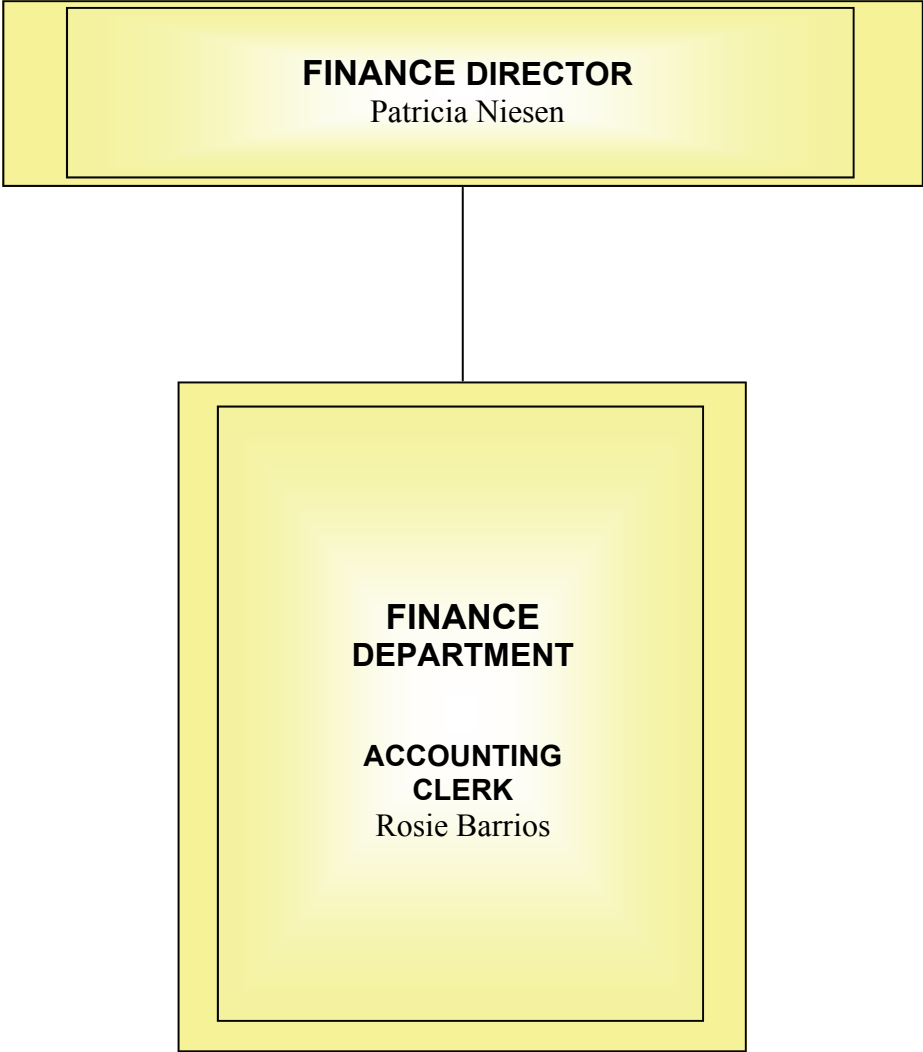 FINANCE DIRECTOR
Patricia Niesen
FINANCE
DEPARTMENT
ACCOUNTING
CLERK
Rosie Barrios